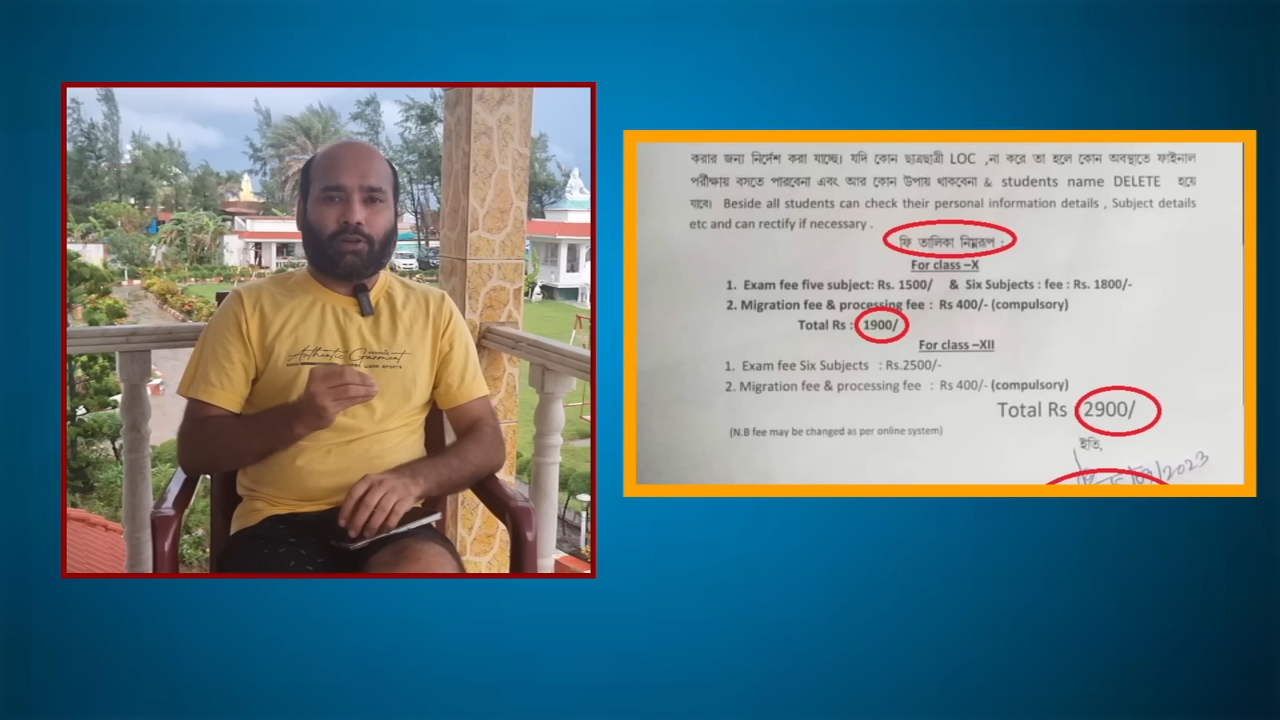 Authentic Garment
করার জন্য নির্দেশ করা যাচ্ছে। যদি কোন ছাত্রছাত্রী LOC ,না করে তা হলে কোন অবস্থাতে ফাইনাল
পরীক্ষায় বসতে পারবেনা এবং আর কোন উপায় থাকবেনা & students name DELETE হয়ে
যাবে। Beside all students can check their personal information details , Subject details
etc and can rectify if necessary .
ফি তালিকা নিম্নরূপ :
For class –X
1. Exam fee five subject: Rs. 1500/ & Six Subjects : fee : Rs. 1800/-
2. Migration fee & processing fee : Rs 400/- (compulsory)
Total Rs : 1900/
For class –XII
1. Exam fee Six Subjects : Rs.2500/-
2. Migration fee & processing fee : Rs 400/- (compulsory)
Total Rs 2900/
(N.B fee may be changed as per online system)
ইতি,
/2023